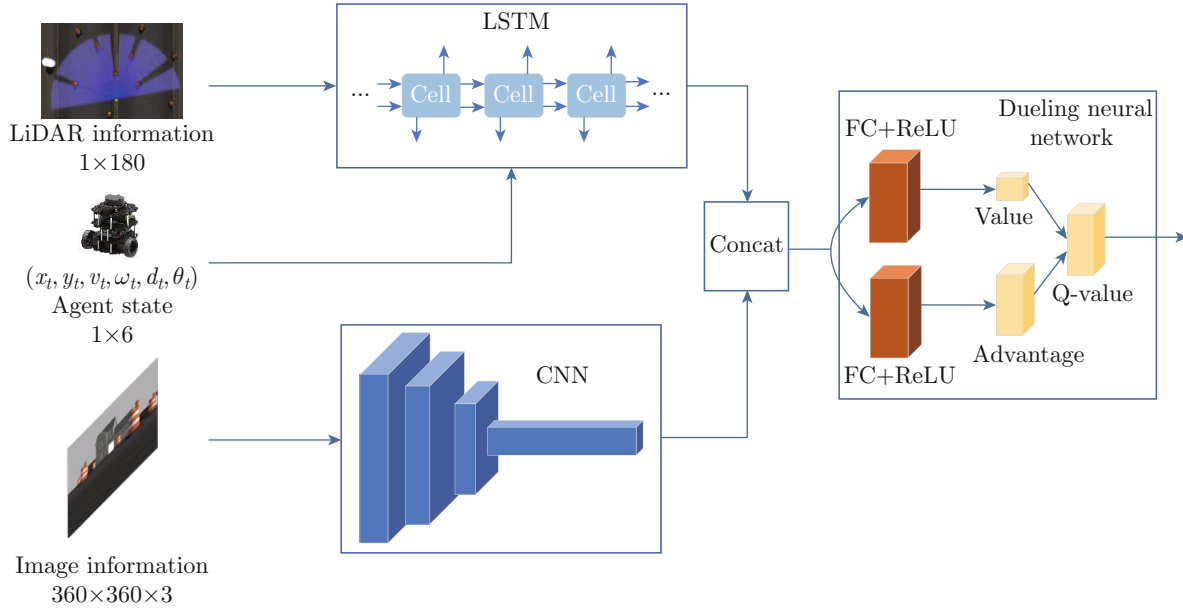 LiDAR information
1×180
(x_t, y_t, v_t, ω_t, d_t, θ_t)
Agent state
1×6
Image information
360×360×3
LSTM
... Cell Cell Cell ...
CNN
Concat
Dueling neural
network
FC+ReLU
Value
Q-value
Advantage
FC+ReLU